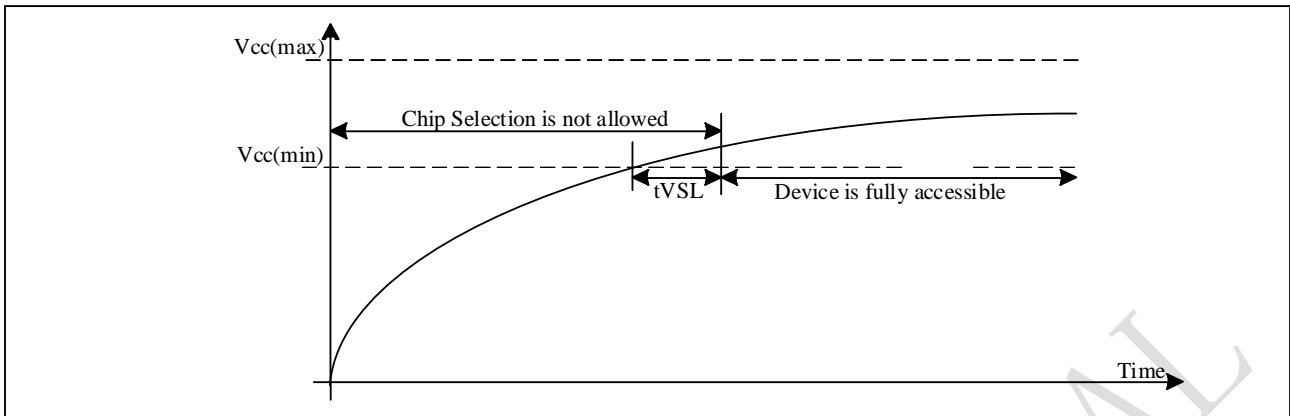 Vcc(max)
Chip Selection is not allowed
Vcc(min)
tVSL
Device is fully accessible
Time